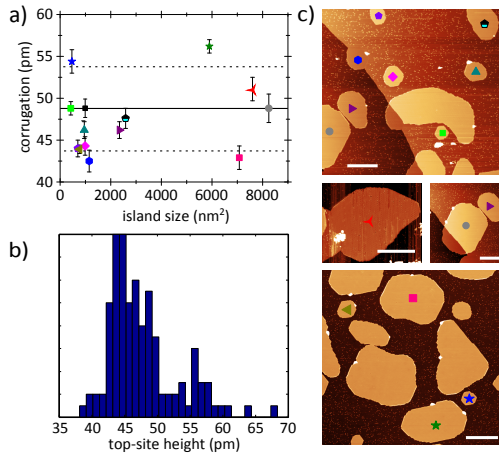 a)
corrugation (pm)
60
55
50
45
40
0 2000 4000 6000 8000
island size (nm²)
b)
35 40 45 50 55 60 65 70
top-site height (pm)
c)